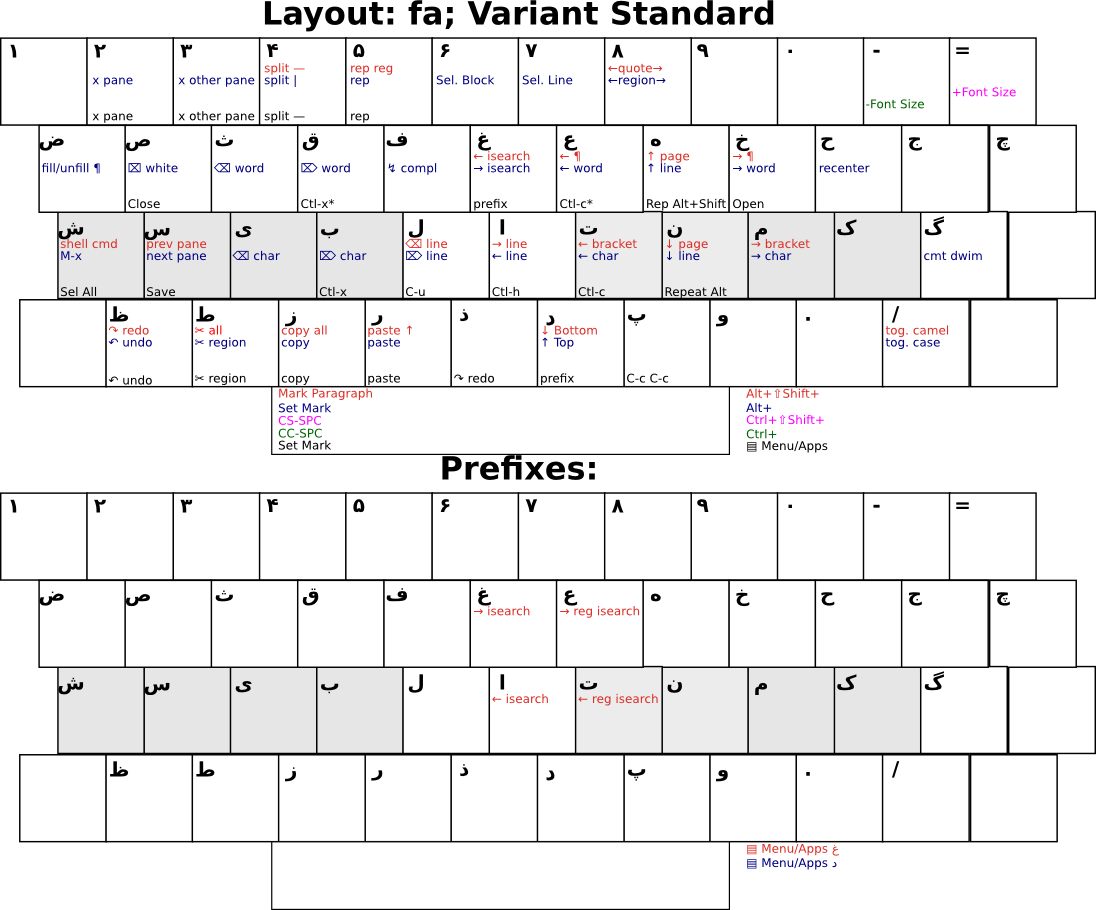 Layout: fa; Variant Standard
۱ ۲ ۳ ۴ ۵ ۶ ۷ ۸ ۹ ۰ - =
split — rep reg ←quote→
x pane x other pane split | rep Sel. Block Sel. Line ←region→
+Font Size
-Font Size
x pane x other pane split — rep
ض ص ث ق ف غ ع ه خ ح ج چ
← isearch ← ¶ ↑ page → ¶
fill/unfill ¶ ⌧ white ⌫ word ⌦ word ↯ compl → isearch ← word ↑ line → word recenter
Close Ctl-x* prefix Ctl-c* Rep Alt+Shift Open
ش س ی ب ل ا ت ن م ک گ
shell cmd prev pane ⌫ line → line ← bracket ↓ page → bracket
M-x next pane ⌫ char ⌦ char ⌦ line ← line ← char ↓ line → char cmt dwim
Sel All Save Ctl-x C-u Ctl-h Ctl-c Repeat Alt
ظ ط ز ر ذ د پ و . /
↷ redo ✂ all copy all paste ↑ ↓ Bottom tog. camel
↶ undo ✂ region copy paste ↑ Top tog. case
↶ undo ✂ region copy paste ↷ redo prefix C-c C-c
Mark Paragraph Alt+⇧Shift+
Set Mark Alt+
CS-SPC Ctrl+⇧Shift+
CC-SPC Ctrl+
Set Mark ▤ Menu/Apps
Prefixes:
۱ ۲ ۳ ۴ ۵ ۶ ۷ ۸ ۹ ۰ - =
ض ص ث ق ف غ ع ه خ ح ج چ
→ isearch → reg isearch
ش س ی ب ل ا ت ن م ک گ
← isearch ← reg isearch
ظ ط ز ر ذ د پ و . /
▤ Menu/Apps غ
▤ Menu/Apps د